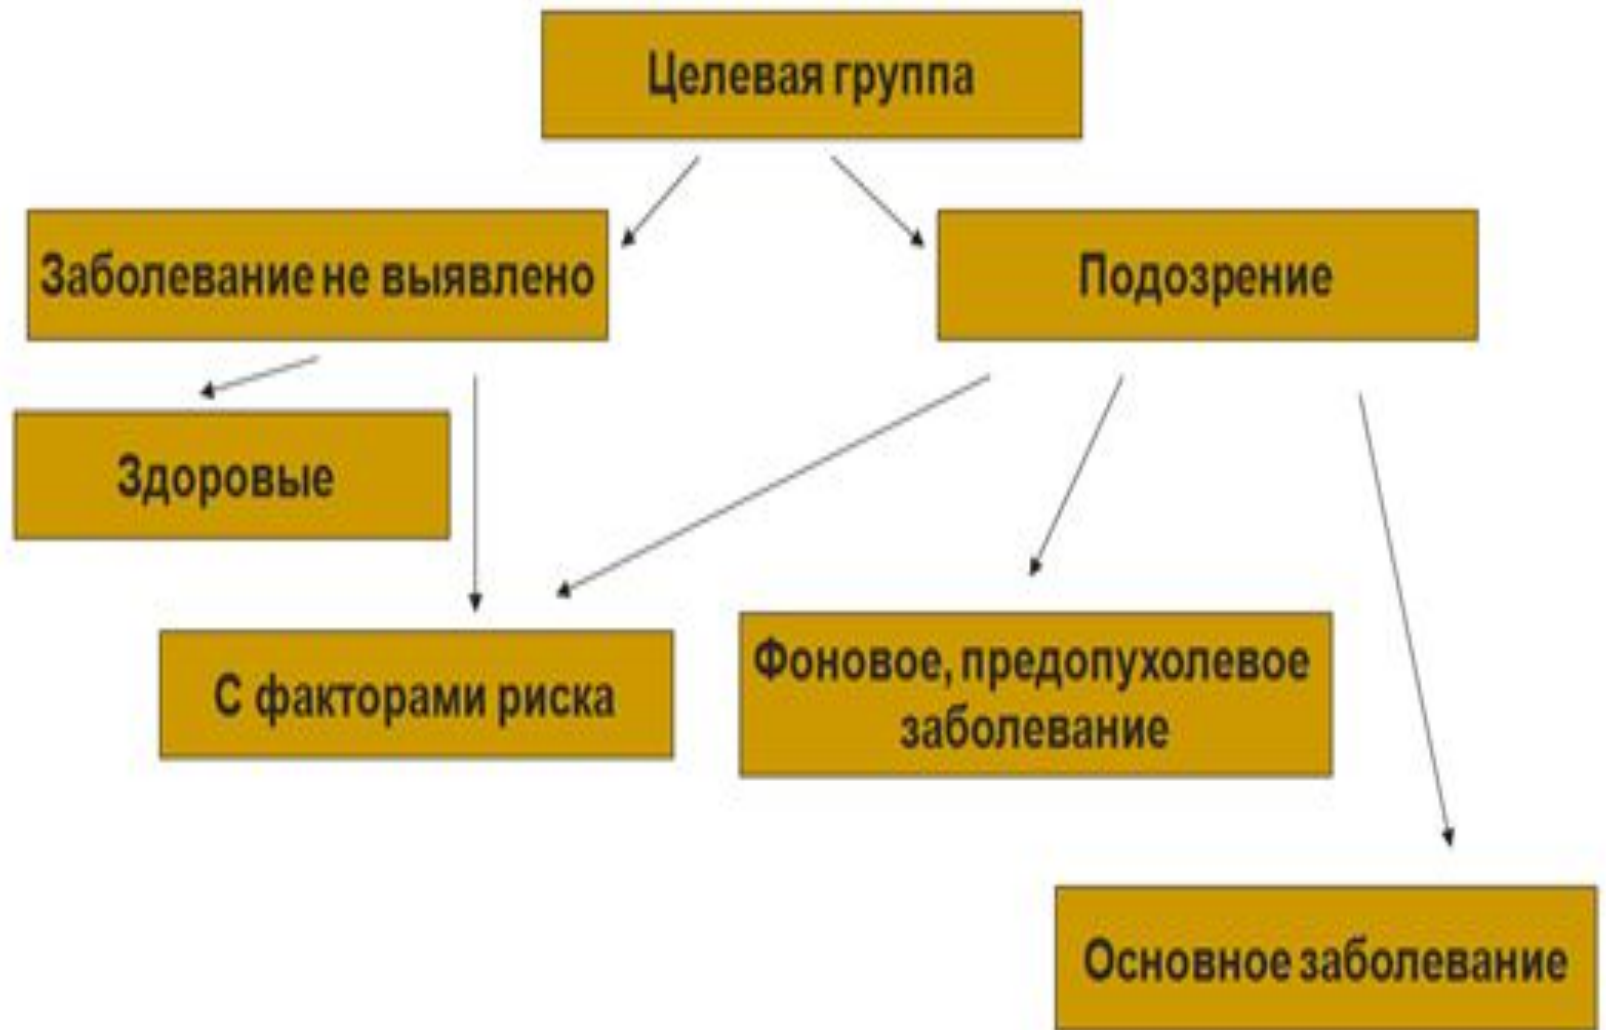 Целевая группа
Заболевание не выявлено
Подозрение
Здоровые
С факторами риска
Фоновое, предопухолевое
заболевание
Основное заболевание